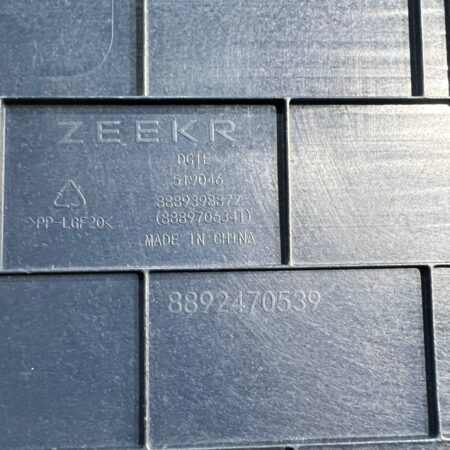 ZEEKR
DC1E
519046
8889398872
(8889706341)
>PP-LGF20<
MADE IN CHINA
8892470539